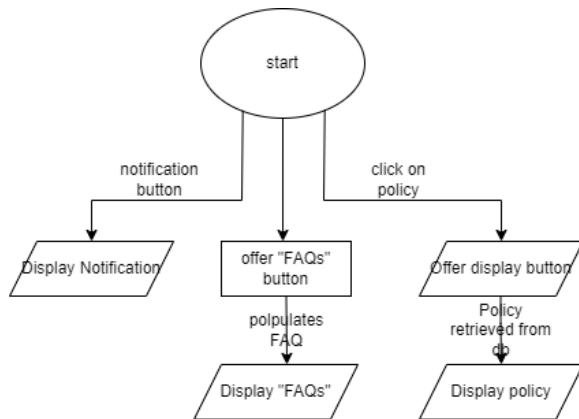 start
notification
button
click on
policy
Display Notification
offer "FAQs"
button
Offer display button
polpulates
FAQ
Policy
retrieved from
db
Display "FAQs"
Display policy